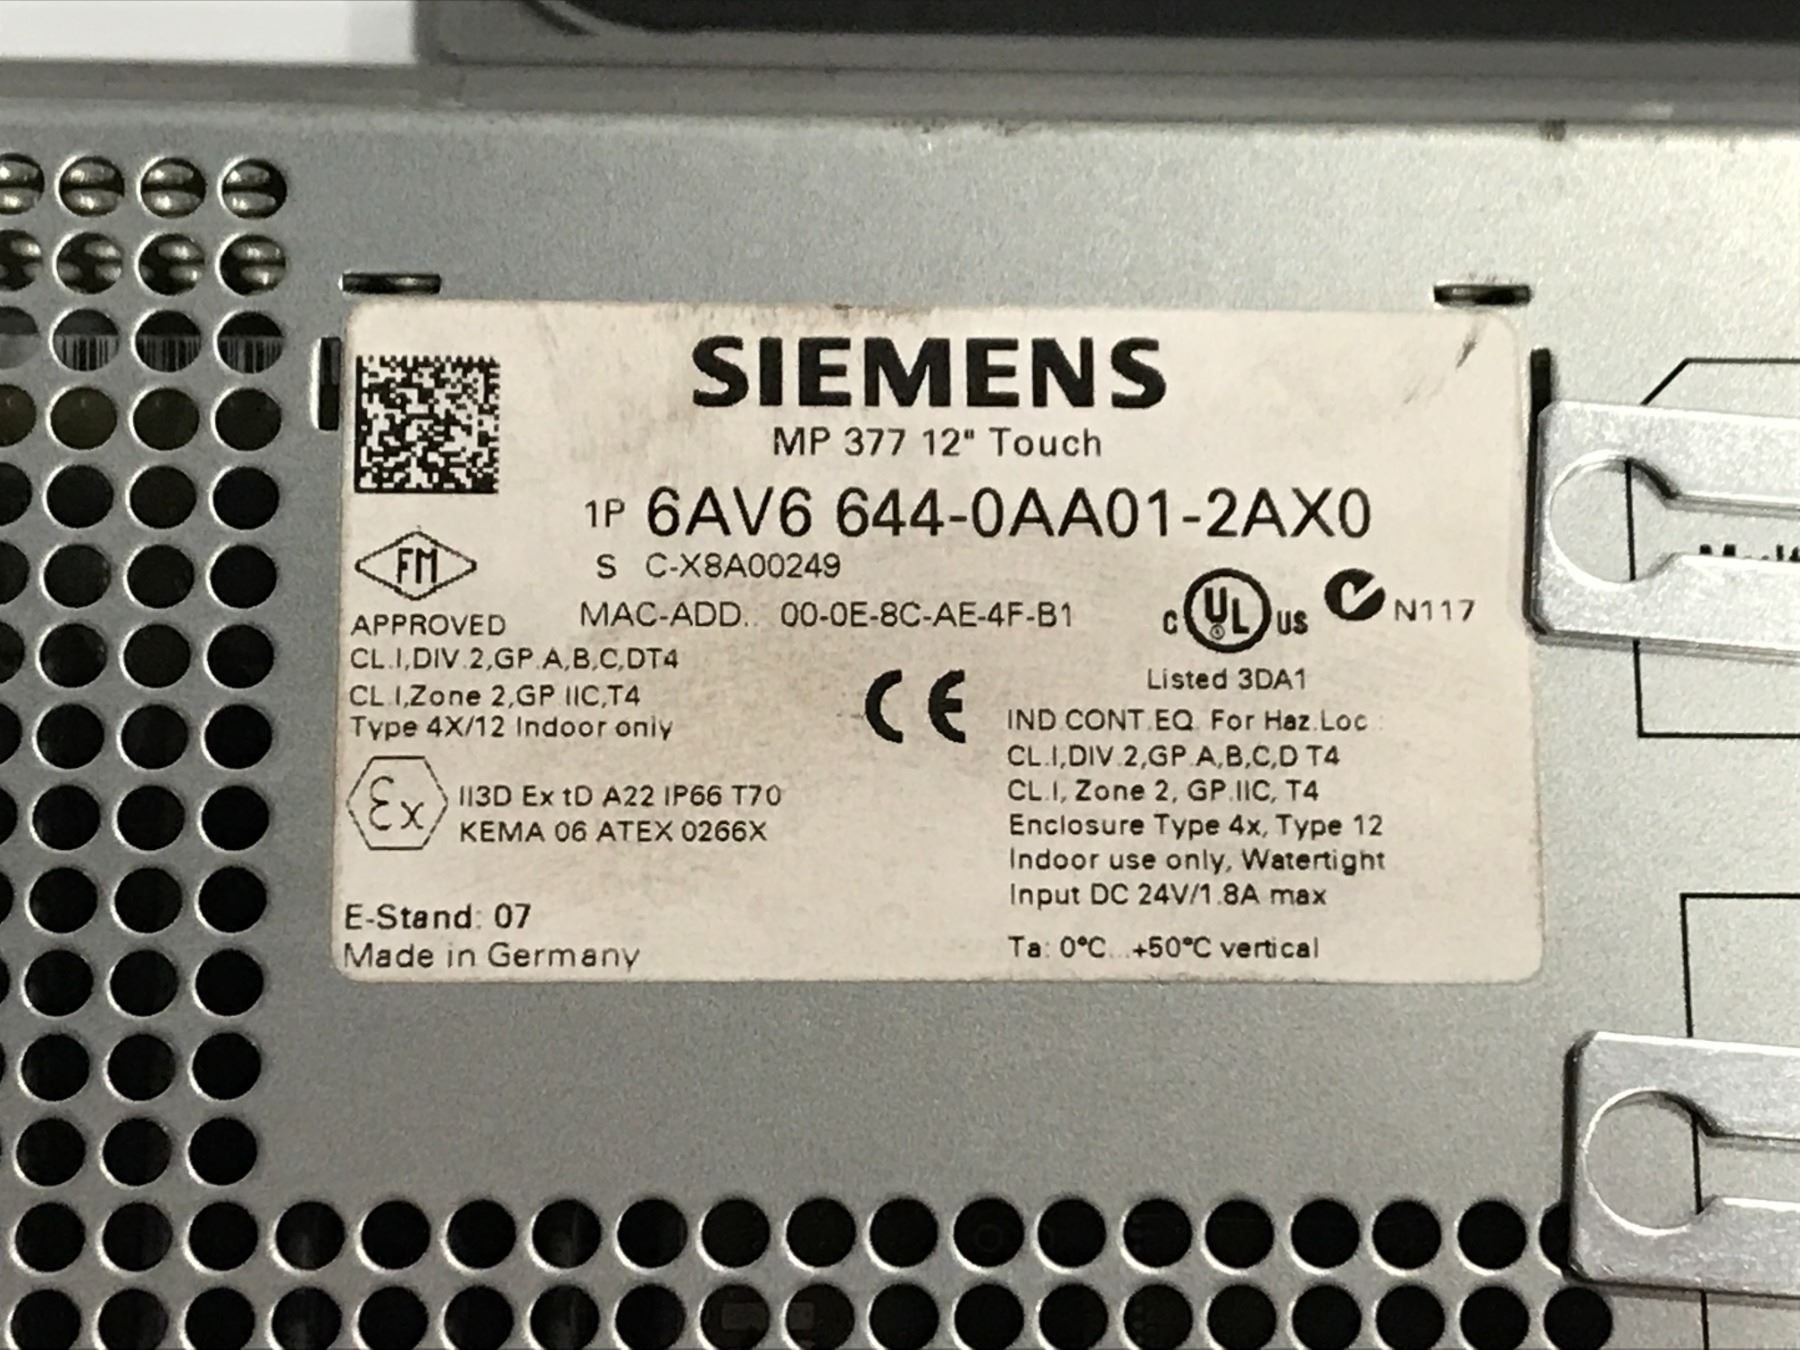 SIEMENS
MP 377 12" Touch
1P 6AV6 644-0AA01-2AX0
S C-X8A00249
MAC-ADD.: 00-0E-8C-AE-4F-B1
FM
APPROVED
CL.I,DIV.2,GP.A,B,C,DT4
CL.I,Zone 2,GP IIC,T4
Type 4X/12 Indoor only
C UL US N117
Listed 3DA1
CE
IND.CONT.EQ. For Haz.Loc.:
CL.I,DIV.2,GP.A,B,C,D T4
CL.I, Zone 2, GP.IIC, T4
Enclosure Type 4x, Type 12
Indoor use only, Watertight
Input DC 24V/1.8A max
Ta: 0°C...+50°C vertical
Ex II3D Ex tD A22 IP66 T70
KEMA 06 ATEX 0266X
E-Stand: 07
Made in Germany